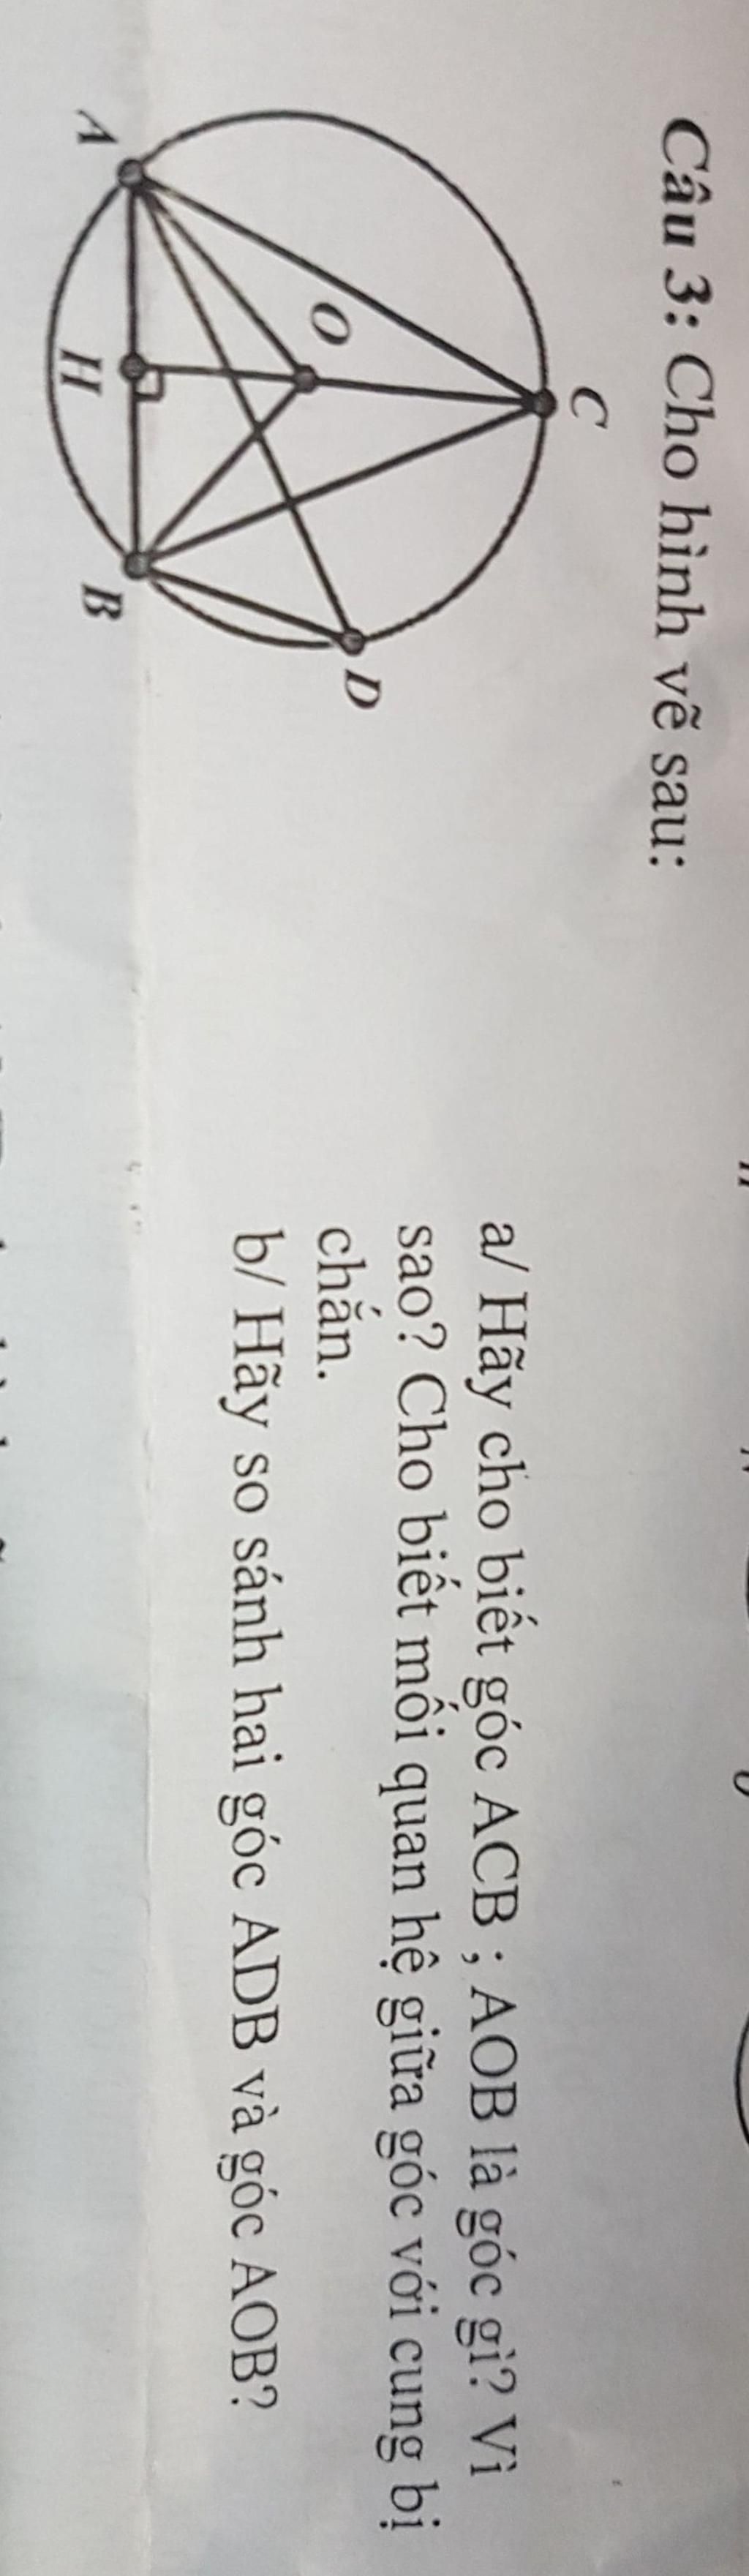 Câu 3: Cho hình vẽ sau:
C
O
D
A
H
B
a/ Hãy cho biết góc ACB ; AOB là góc gì? Vì
sao? Cho biết mối quan hệ giữa góc với cung bị
chắn.
b/ Hãy so sánh hai góc ADB và góc AOB?